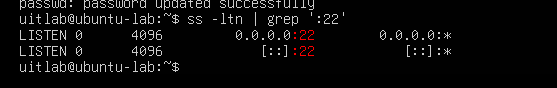 passwd: password updated successfully
uitlab@ubuntu-lab:~$ ss -ltn | grep ':22'
LISTEN 0      4096         0.0.0.0:22        0.0.0.0:*
LISTEN 0      4096            [::]:22           [::]:*
uitlab@ubuntu-lab:~$